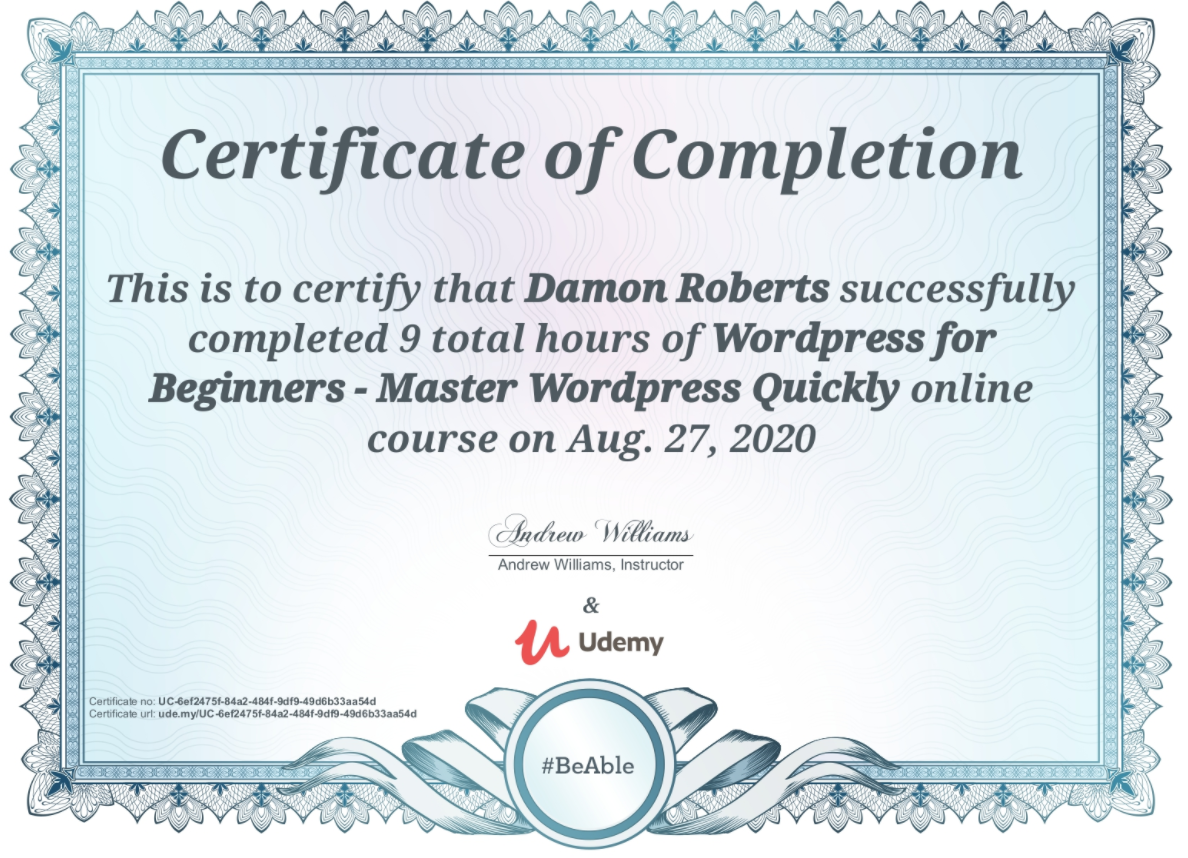 Certificate of Completion
This is to certify that Damon Roberts successfully
completed 9 total hours of Wordpress for
Beginners - Master Wordpress Quickly online
course on Aug. 27, 2020
Andrew Williams
Andrew Williams, Instructor
&
Udemy
Certificate no: UC-6ef2475f-84a2-484f-9df9-49d6b33aa54d
Certificate url: ude.my/UC-6ef2475f-84a2-484f-9df9-49d6b33aa54d
#BeAble